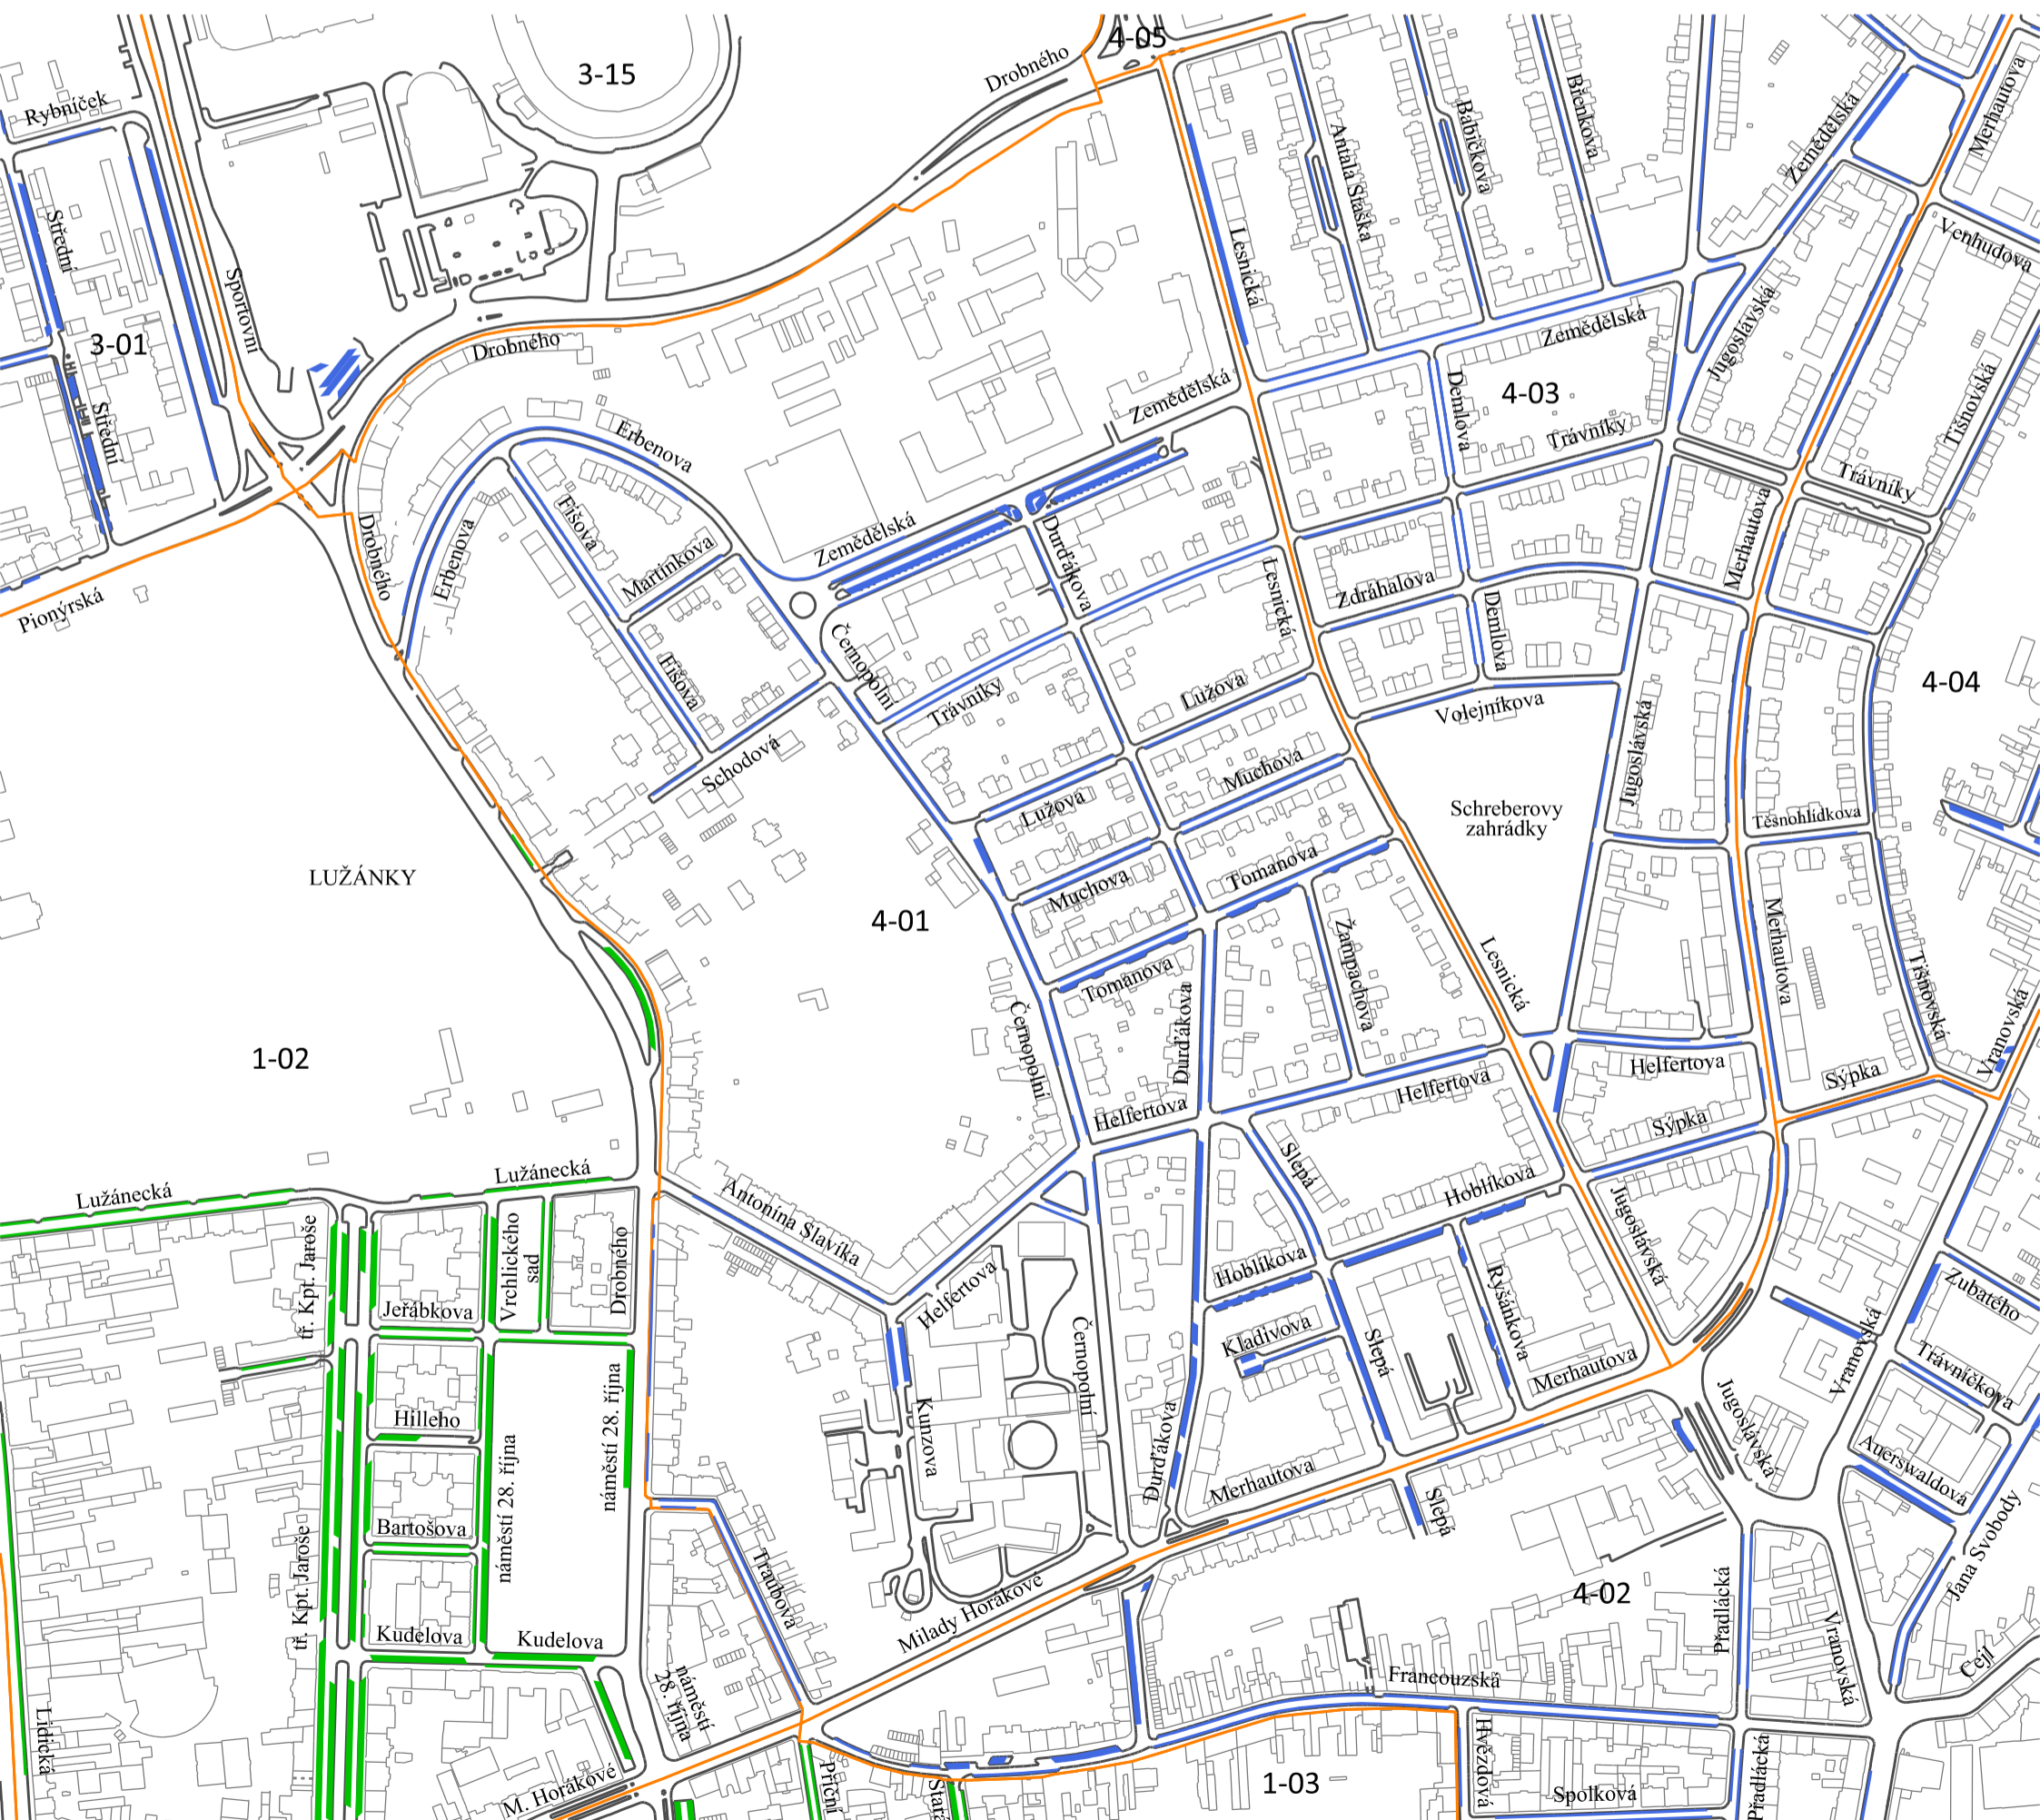 4-05
Drobného
3-15
Rybníček
Merhautova
Zemědělská
Břenkova
Babičkova
Antala Staška
Střední
Sportovní
Lesnická
Venhudova
3-01
Drobného
Zemědělská
Jugoslávská
Zemědělská
Demlova
4-03
Tišnovská
Střední
Erbenova
Trávníky
Trávníky
Fišova
Zemědělská
Durďákova
Merhautova
Drobného
Erbenova
Martinkova
Lesnická
Zdráhalova
Pionýrská
Černopolní
Demlova
Fišova
Trávníky
Lužova
Volejníkova
4-04
Schodová
Muchova
Jugoslávská
Lužova
Schreberovy
zahrádky
Těsnohlídkova
LUŽÁNKY
Muchova
Tomanova
4-01
Žampachova
Lesnická
Merhautova
Tišnovská
Tomanova
Durďákova
Černopolní
Vranovská
1-02
Helfertova
Helfertova
Sýpka
Helfertova
Sýpka
Slepá
Lužánecká
Lužánecká
Hoblíkova
Antonína Slavíka
Jugoslávská
tř. Kpt. Jaroše
Vrchlického
sad
Drobného
Jeřábkova
Hoblíkova
Helfertova
Zubatého
Ryšánkova
Kladivova
Slepá
Černopolní
Vranovská
Merhautova
Trávníčkova
Hilleho
náměstí 28. října
Kunzova
Jugoslávská
Durďákova
Merhautova
Slepá
Auerswaldova
náměstí 28. října
Bartošova
tř. Kpt. Jaroše
Traubova
Jana Svobody
Milady Horákové
4-02
Přadlácká
Vranovská
Kudelova
Kudelova
Francouzská
Cejl
náměstí
28. října
Lidická
M. Horákové
Příční
Stará
1-03
Hvězdová
Spolková
Přadlácká